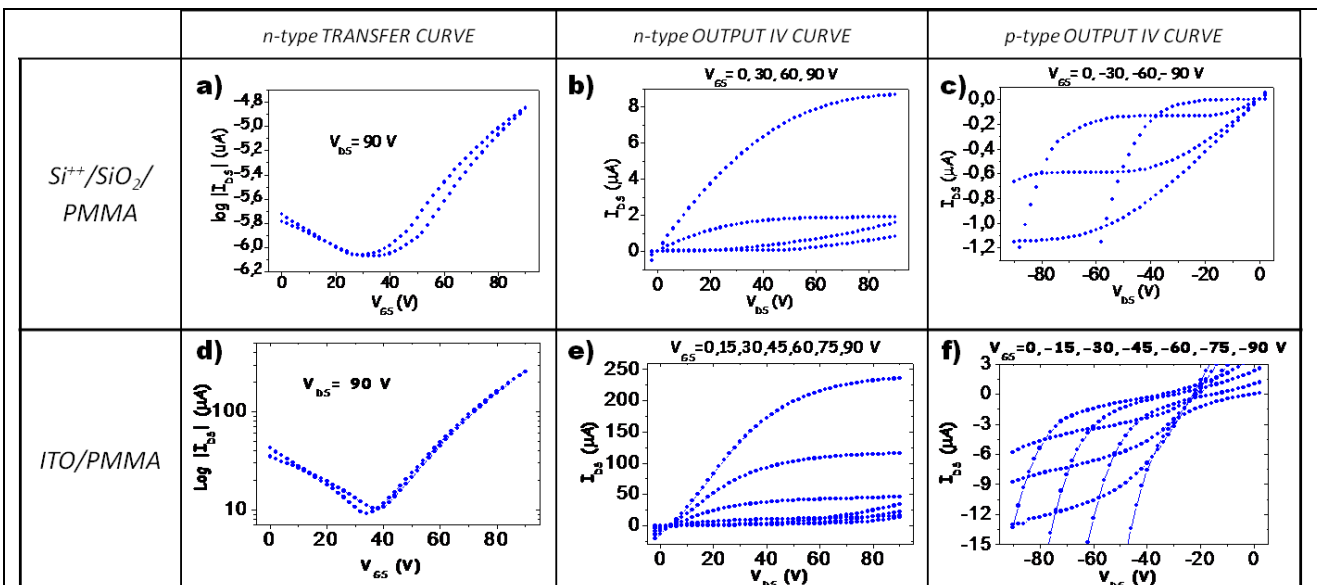 n-type TRANSFER CURVE
n-type OUTPUT IV CURVE
p-type OUTPUT IV CURVE
Si++/SiO2/
PMMA
a)
-4,8
-5,0
-5,2
-5,4
-5,6
-5,8
-6,0
-6,2
log |IDS| (μA)
VDS= 90 V
0 20 40 60 80
VGS (V)
b)
VGS= 0, 30, 60, 90 V
8
6
4
2
0
IDS (μA)
0 20 40 60 80
VDS (V)
c)
VGS= 0, -30, -60,- 90 V
0,0
-0,2
-0,4
-0,6
-0,8
-1,0
-1,2
IDS (μA)
-80 -60 -40 -20 0
VDS (V)
ITO/PMMA
d)
100
10
Log |IDS| (μA)
VDS= 90 V
0 20 40 60 80
VGS (V)
e)
VGS=0,15,30,45,60,75,90 V
250
200
150
100
50
0
IDS (μA)
0 20 40 60 80
VDS (V)
f)
VGS=0, -15, -30, -45, -60, -75, -90 V
3
0
-3
-6
-9
-12
-15
IDS (μA)
-80 -60 -40 -20 0
VDS (V)